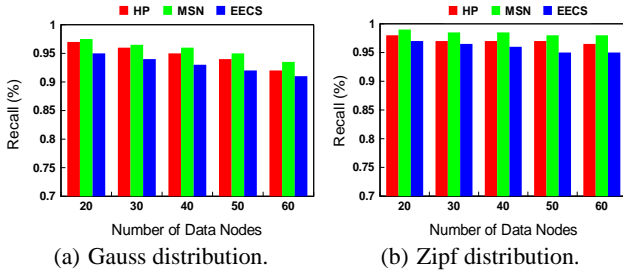 HP MSN EECS
1
0.95
0.9
0.85
0.8
0.75
0.7
Recall (%)
20 30 40 50 60
Number of Data Nodes
(a) Gauss distribution.
HP MSN EECS
1
0.95
0.9
0.85
0.8
0.75
0.7
Recall (%)
20 30 40 50 60
Number of Data Nodes
(b) Zipf distribution.